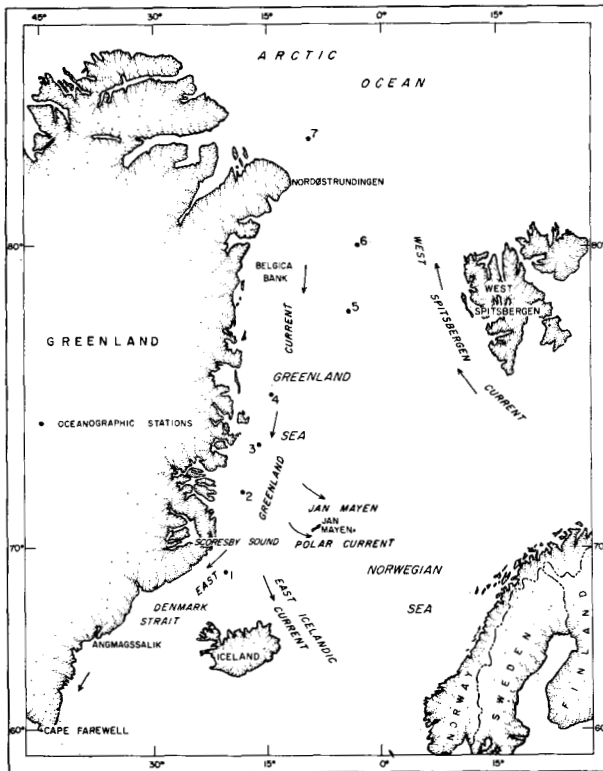 45°
30°
15°
0°
15°
ARCTIC
OCEAN
7
NORDØSTRUNDINGEN
80°
80°
6
BELGICA
BANK
WEST
SPITSBERGEN
CURRENT
WEST
SPITSBERGEN
5
CURRENT
GREENLAND
GREENLAND
4
OCEANOGRAPHIC STATIONS
SEA
3
2
GREENLAND
JAN MAYEN
JAN
MAYEN
SCORESBY SOUND
POLAR CURRENT
70°
70°
NORWEGIAN
EAST
1
SEA
DENMARK
STRAIT
EAST ICELANDIC
CURRENT
ANGMAGSSALIK
ICELAND
NORWAY
SWEDEN
FINLAND
60°
CAPE FAREWELL
60°
30°
15°
0°
15°